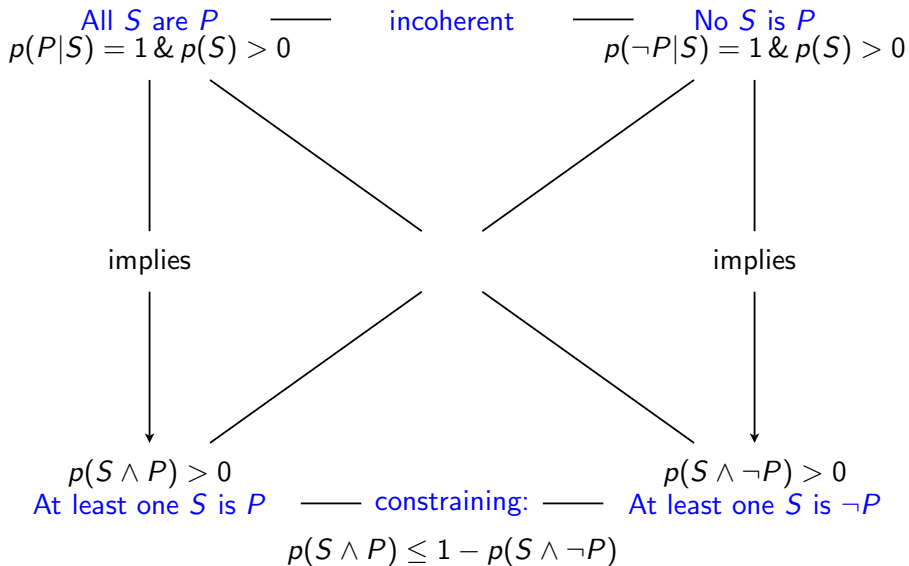 All S are P incoherent No S is P
p(P|S) = 1 & p(S) > 0 p(¬P|S) = 1 & p(S) > 0
implies implies
p(S ∧ P) > 0 p(S ∧ ¬P) > 0
At least one S is P constraining: At least one S is ¬P
p(S ∧ P) ≤ 1 − p(S ∧ ¬P)